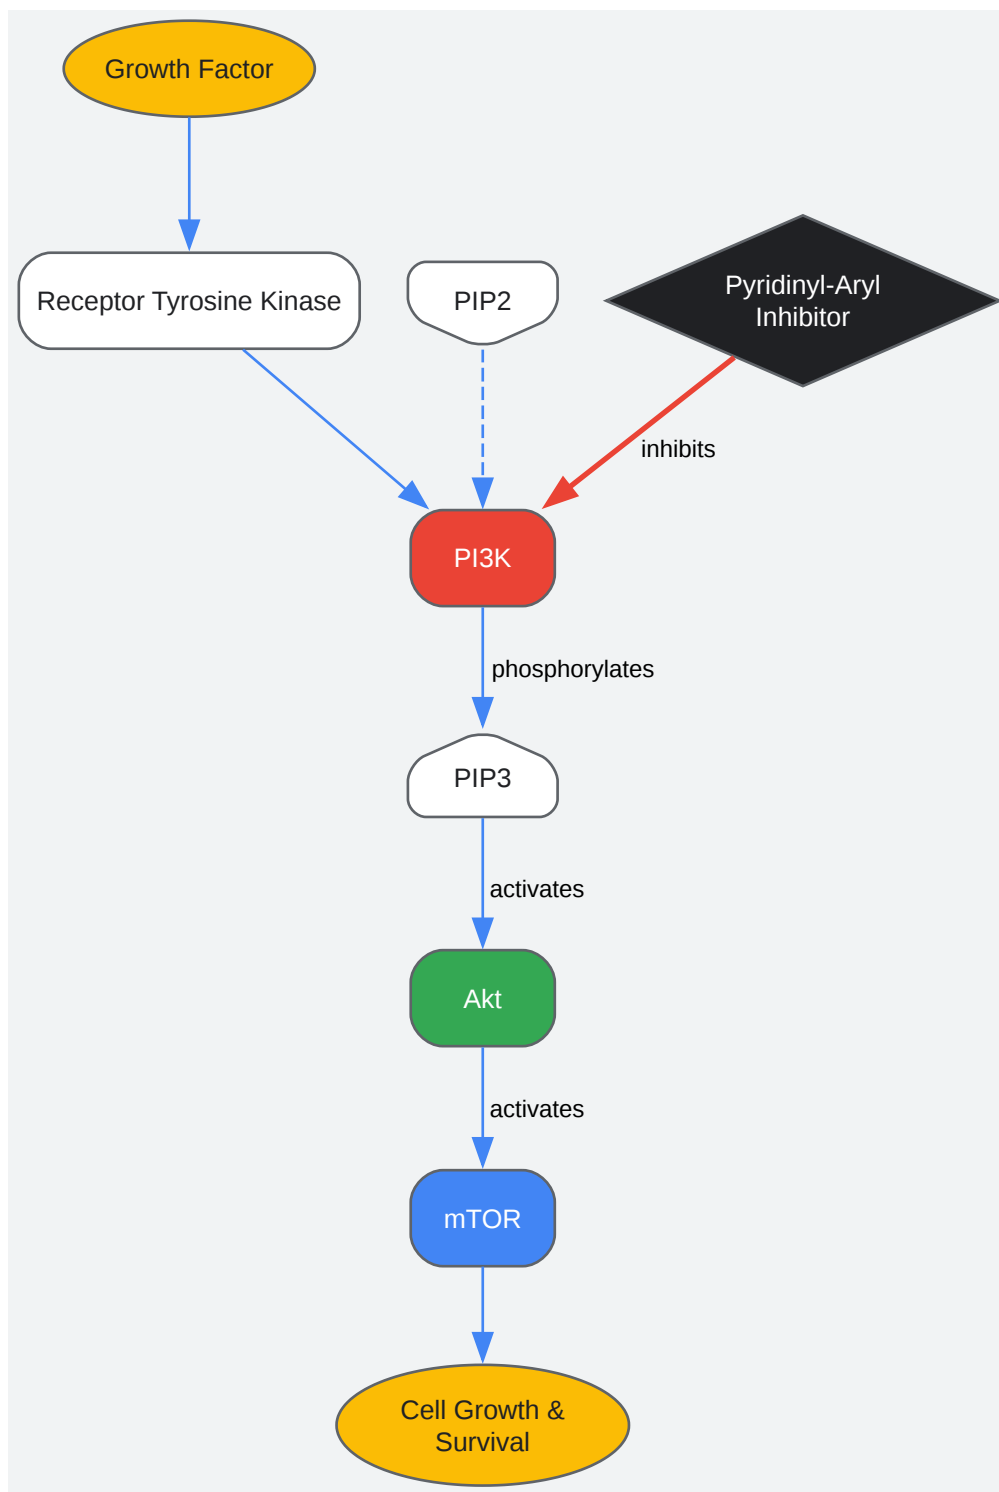 Growth Factor
Receptor Tyrosine Kinase
PIP2
Pyridinyl-Aryl
Inhibitor
inhibits
PI3K
phosphorylates
PIP3
activates
Akt
activates
mTOR
Cell Growth &
Survival